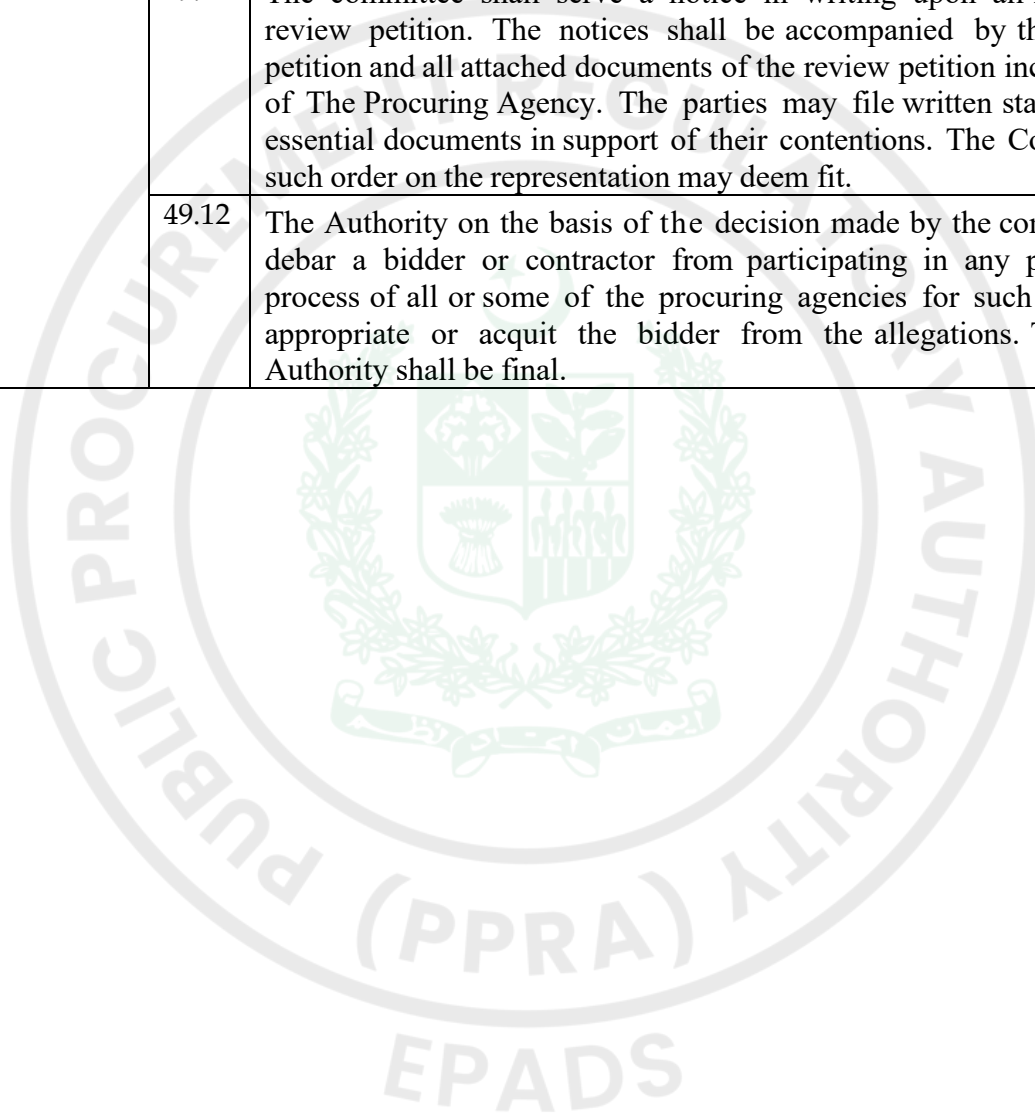 The committee shall serve a notice in writing upon all
review petition. The notices shall be accompanied by
petition and all attached documents of the review petition
of The Procuring Agency. The parties may file written
essential documents in support of their contentions. The
such order on the representation may deem fit.
49.12
The Authority on the basis of the decision made by the
debar a bidder or contractor from participating in any
process of all or some of the procuring agencies for such
appropriate or acquit the bidder from the allegations.
Authority shall be final.
PUBLIC PROCUREMENT REGULATORY AUTHORITY
(PPRA)
EPADS